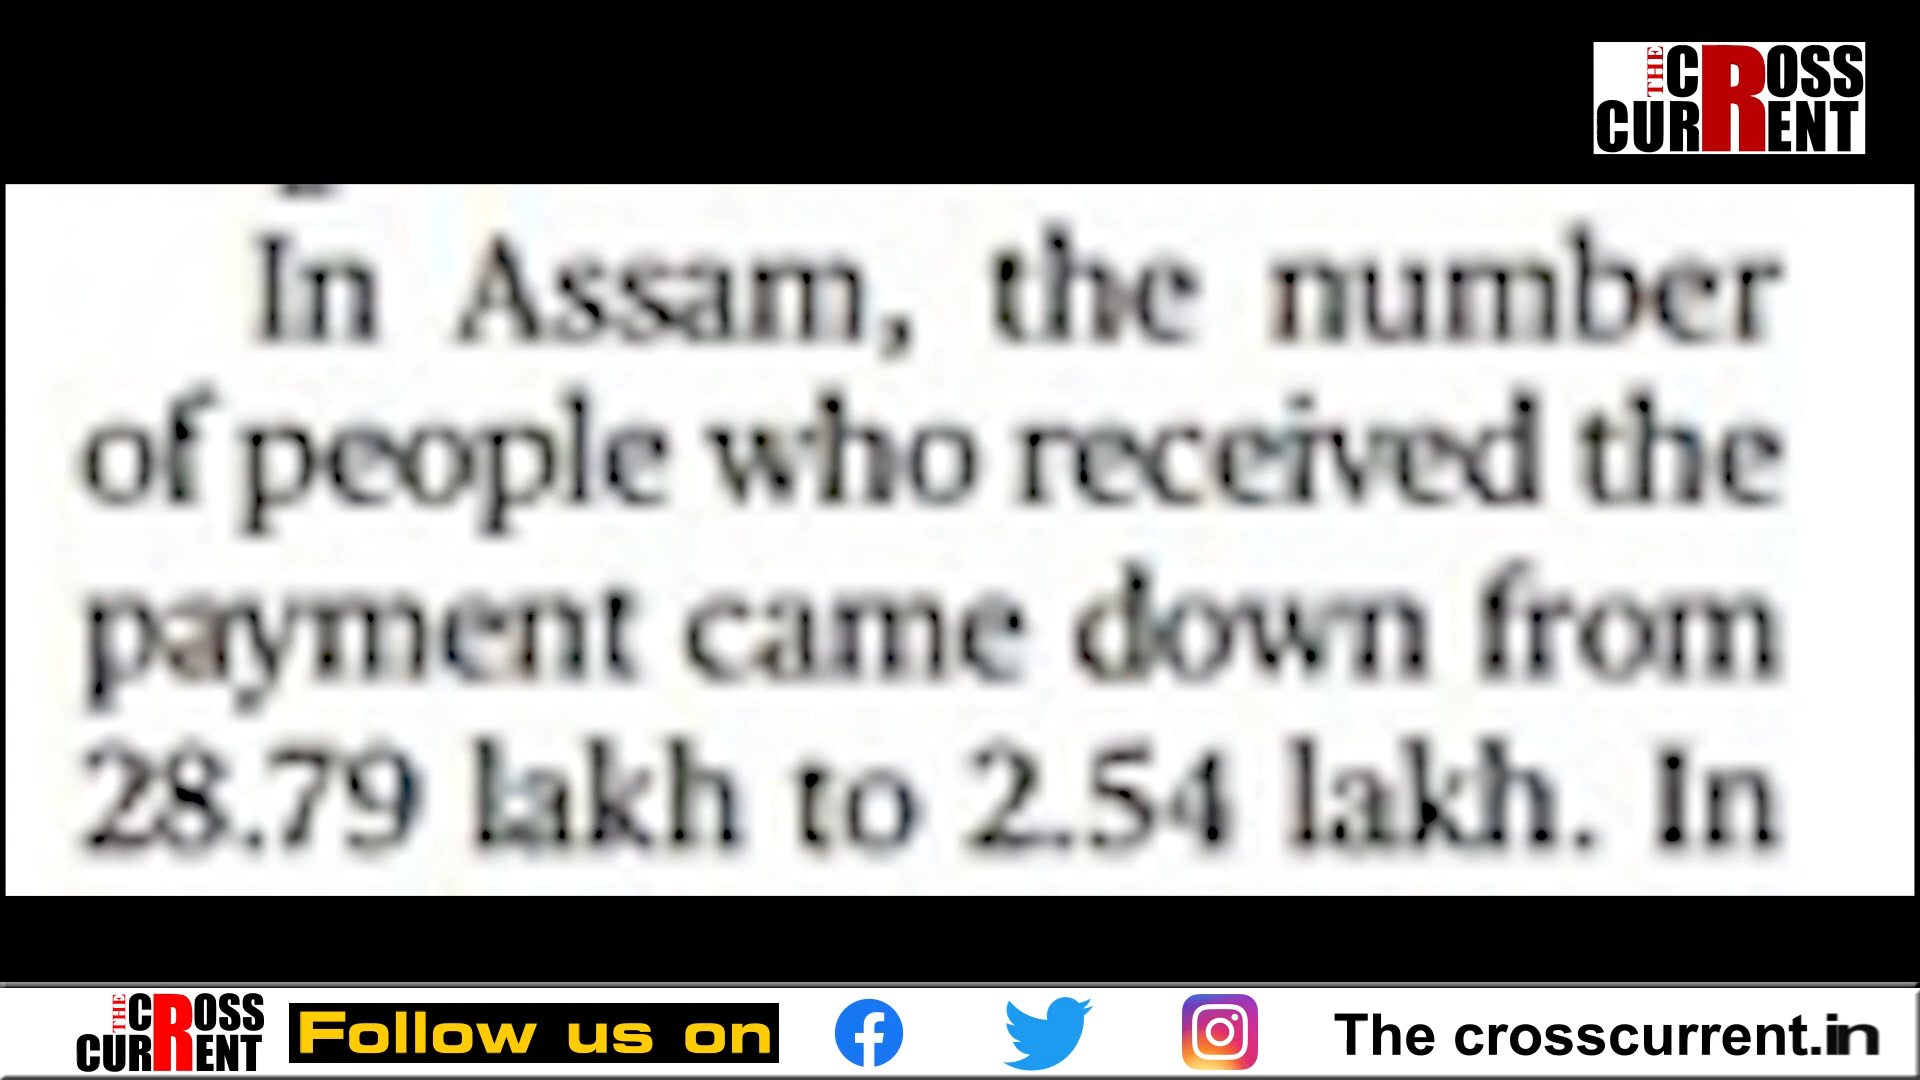 THE CROSS
CURRENT
In Assam, the number
of people who received the
payment came down from
28.79 lakh to 2.54 lakh. In
THE CROSS
CURRENT
Follow us on
The crosscurrent.in